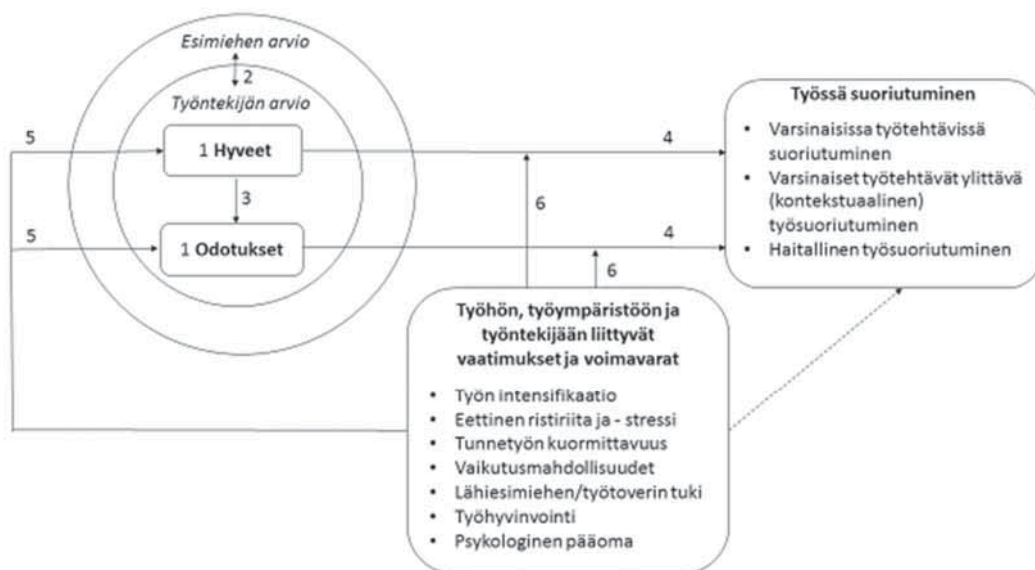 Esimiehen arvio
2
Työntekijän arvio
5
1 Hyveet
4
3
6
5
1 Odotukset
4
6
Työssä suoriutuminen
• Varsinaisissa työtehtävissä
suoriutuminen
• Varsinaiset työtehtävät ylittävä
(kontekstuaalinen)
työsuoriutuminen
• Haitallinen työsuoriutuminen
Työhön, työympäristöön ja
työntekijään liittyvät
vaatimukset ja voimavarat
• Työn intensifikaatio
• Eettinen ristiriita ja - stressi
• Tunnetyön kuormittavuus
• Vaikutusmahdollisuudet
• Lähiesimiehen/työtoverin tuki
• Työhyvinvointi
• Psykologinen pääoma